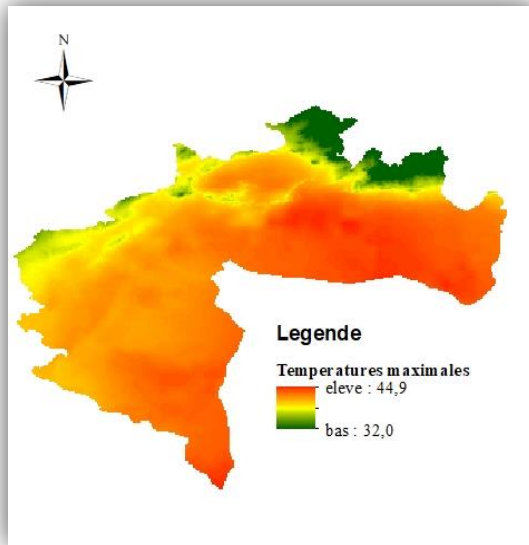 N
Legende
Temperatures maximales
eleve : 44,9
bas : 32,0